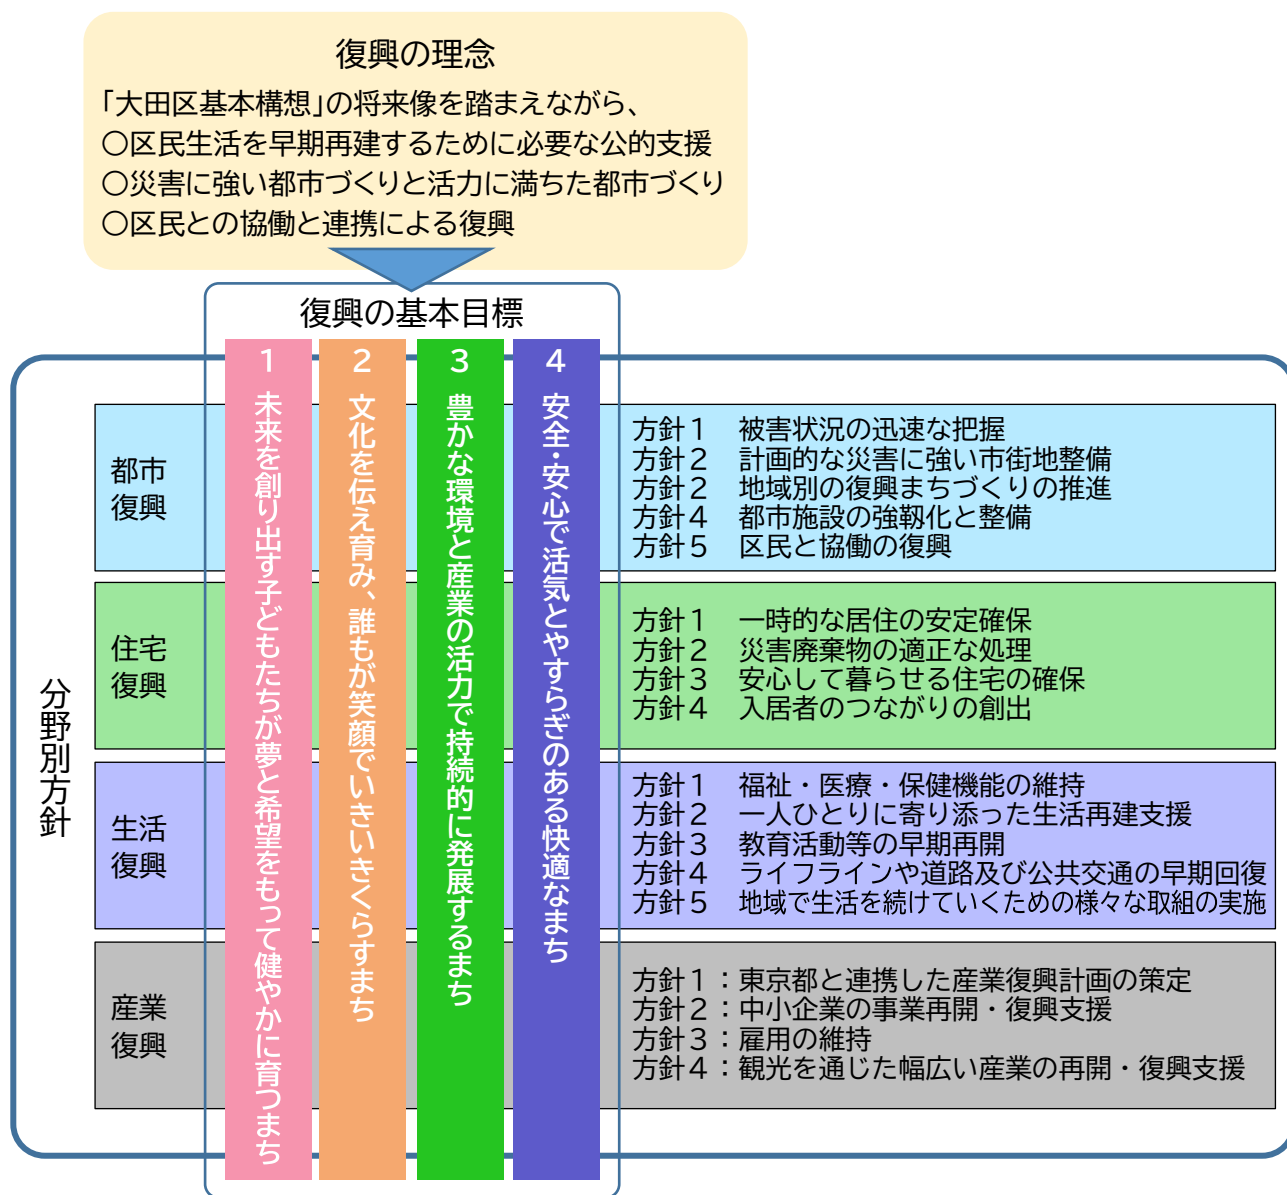 復興の理念
「大田区基本構想」の将来像を踏まえながら、
○区民生活を早期再建するために必要な公的支援
○災害に強い都市づくりと活力に満ちた都市づくり
○区民との協働と連携による復興
復興の基本目標
1 未来を創り出す子どもたちが夢と希望をもって健やかに育つまち
2 文化を伝え育み、誰もが笑顔でいきいきくらすまち
3 豊かな環境と産業の活力で持続的に発展するまち
4 安全・安心で活気とやすらぎのある快適なまち
分野別方針
都市
復興
方針1 被害状況の迅速な把握
方針2 計画的な災害に強い市街地整備
方針2 地域別の復興まちづくりの推進
方針4 都市施設の強靱化と整備
方針5 区民と協働の復興
住宅
復興
方針1 一時的な居住の安定確保
方針2 災害廃棄物の適正な処理
方針3 安心して暮らせる住宅の確保
方針4 入居者のつながりの創出
生活
復興
方針1 福祉・医療・保健機能の維持
方針2 一人ひとりに寄り添った生活再建支援
方針3 教育活動等の早期再開
方針4 ライフラインや道路及び公共交通の早期回復
方針5 地域で生活を続けていくための様々な取組の実施
産業
復興
方針1：東京都と連携した産業復興計画の策定
方針2：中小企業の事業再開・復興支援
方針3：雇用の維持
方針4：観光を通じた幅広い産業の再開・復興支援